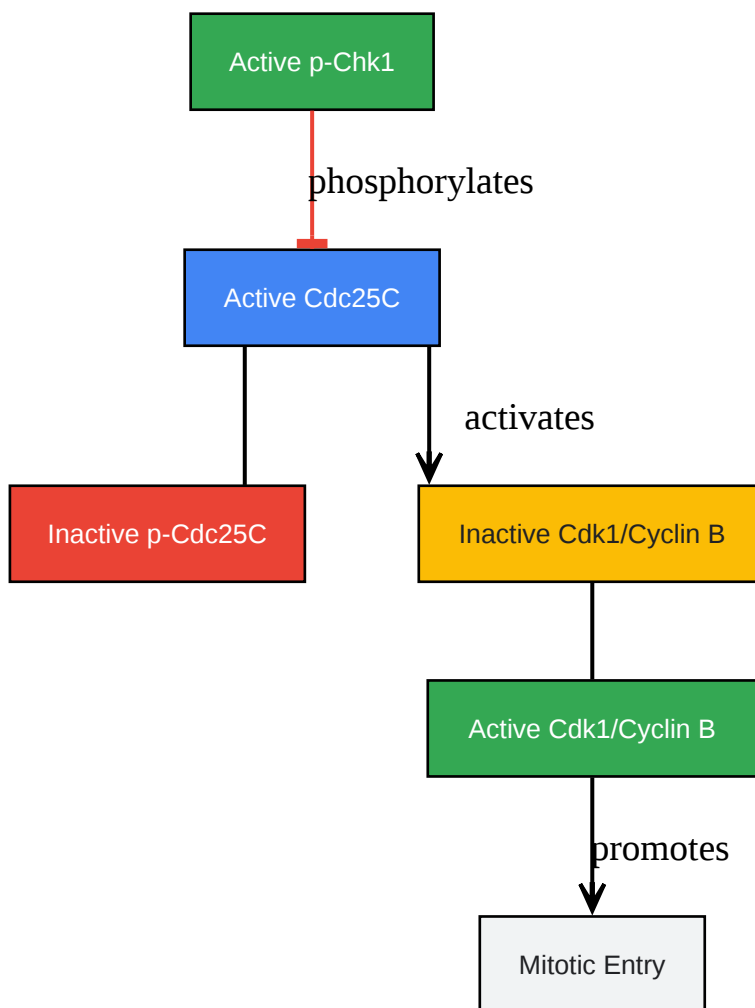 Active p-Chk1
phosphorylates
Active Cdc25C
activates
Inactive p-Cdc25C
Inactive Cdk1/Cyclin B
Active Cdk1/Cyclin B
promotes
Mitotic Entry